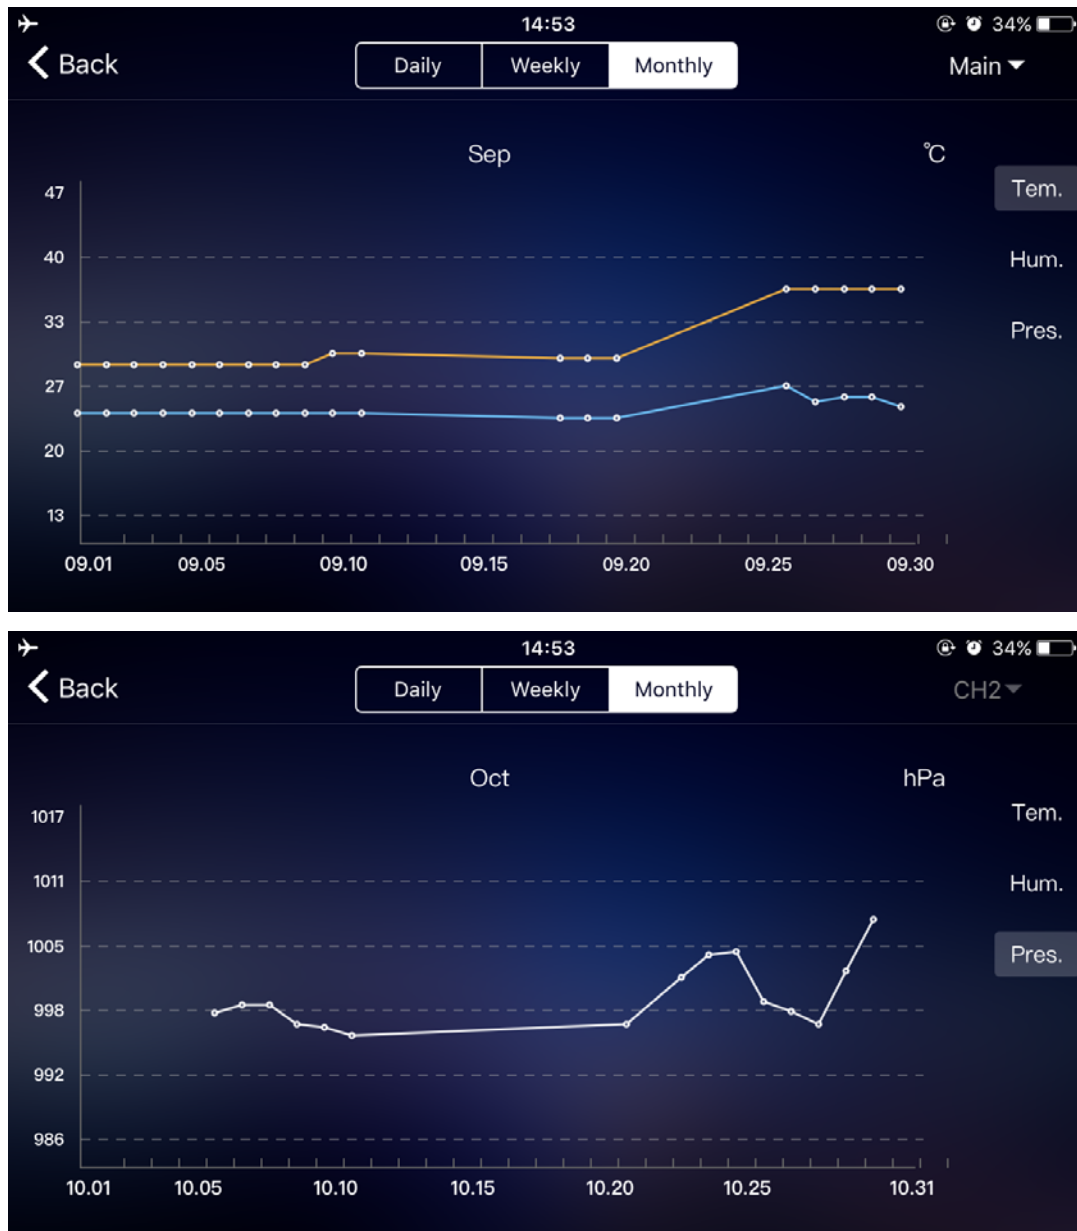 14:53
34%
Back
Daily Weekly Monthly
Main
Sep
℃
47
40
33
27
20
13
09.01 09.05 09.10 09.15 09.20 09.25 09.30
Tem.
Hum.
Pres.
14:53
34%
Back
Daily Weekly Monthly
CH2
Oct
hPa
1017
1011
1005
998
992
986
10.01 10.05 10.10 10.15 10.20 10.25 10.31
Tem.
Hum.
Pres.